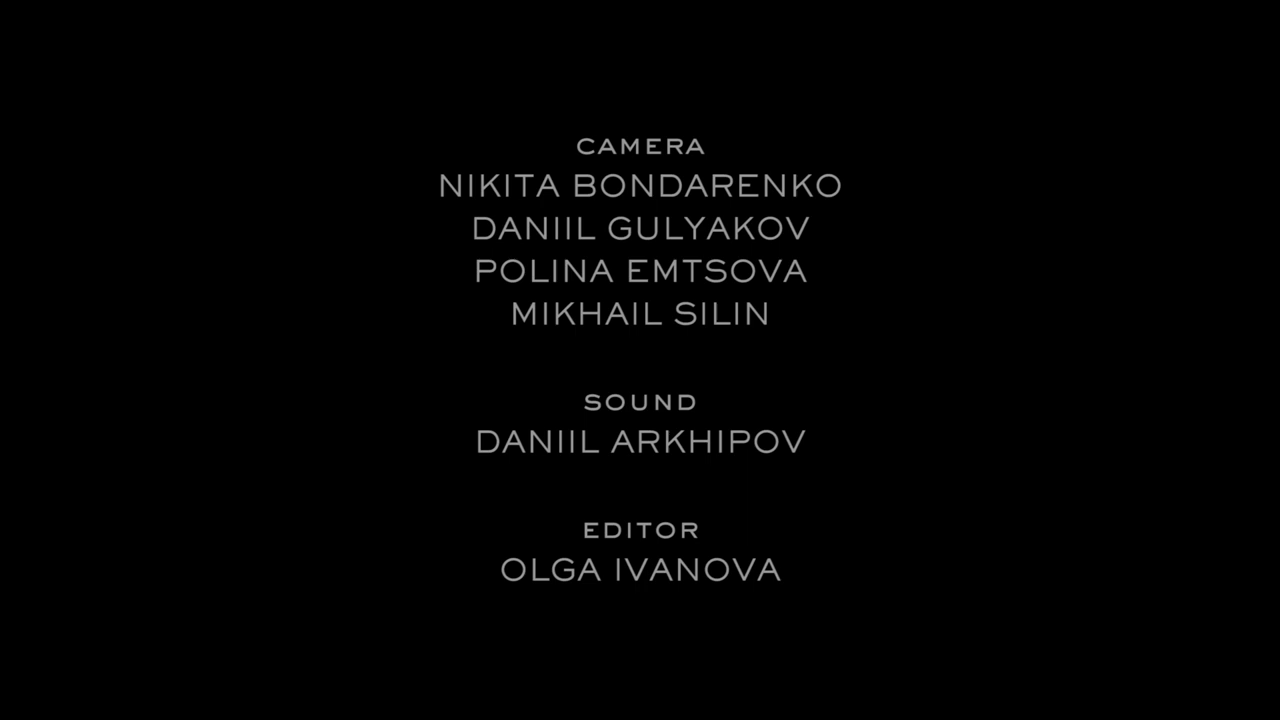 CAMERA
NIKITA BONDARENKO
DANIIL GULYAKOV
POLINA EMTSOVA
MIKHAIL SILIN
SOUND
DANIIL ARKHIPOV
EDITOR
OLGA IVANOVA